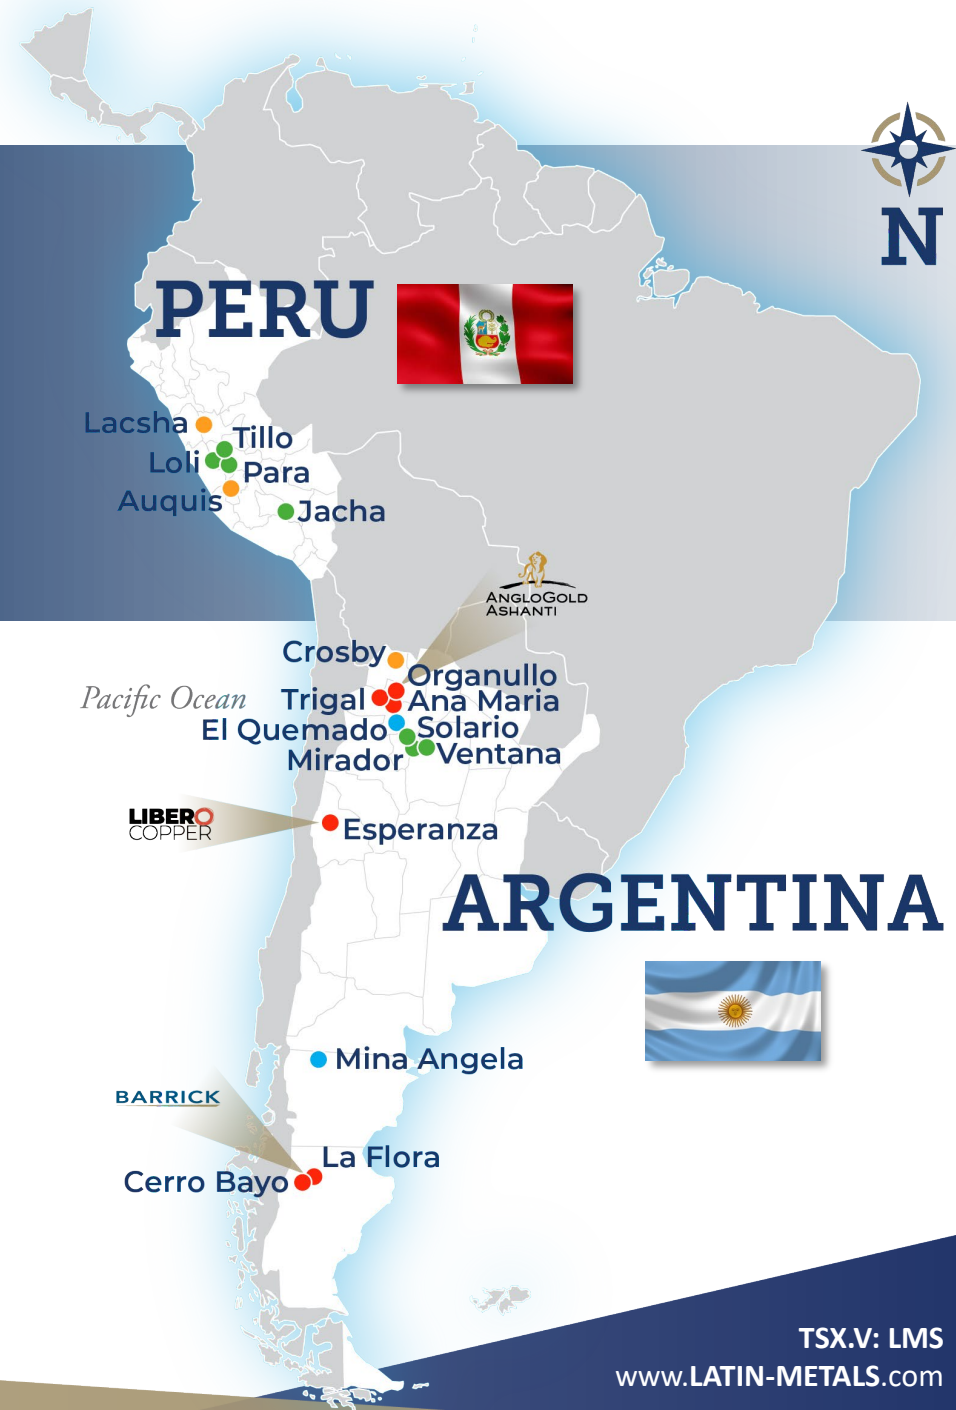 N
PERU
Lacsha
Tillo
Loli
Para
Auquis
Jacha
ANGLOGOLD
ASHANTI
Crosby
Organullo
Pacific Ocean
Trigal
Ana Maria
El Quemado
Solario
Mirador
Ventana
LIBERO
COPPER
Esperanza
ARGENTINA
Mina Angela
BARRICK
La Flora
Cerro Bayo
TSX.V: LMS
www.LATIN-METALS.com